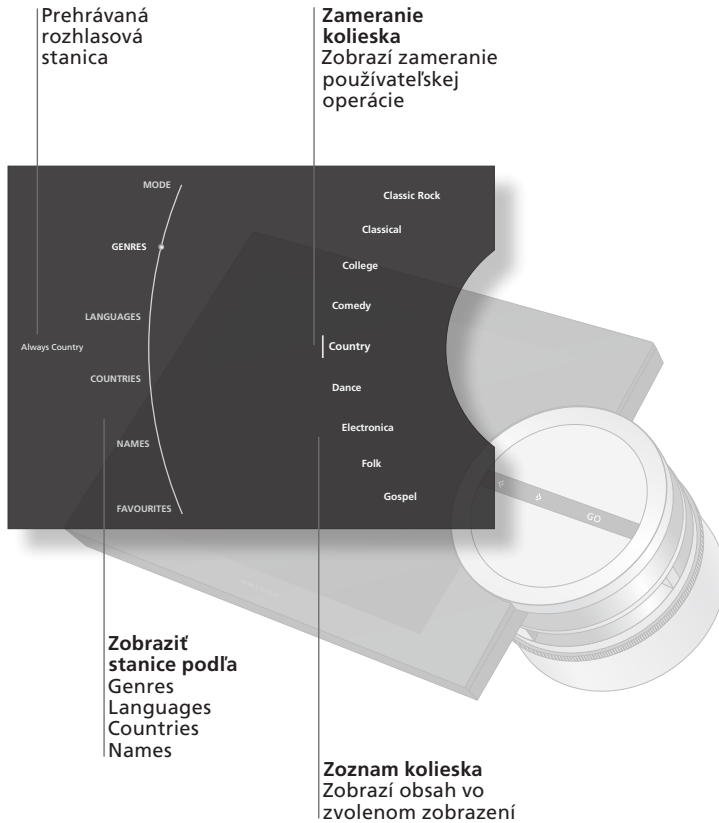 Prehrávaná
rozhlasová
stanica
Zameranie
kolieska
Zobrazí zameranie
používateľskej
operácie
MODE
GENRES
LANGUAGES
Always Country
COUNTRIES
NAMES
FAVOURITES
Classic Rock
Classical
College
Comedy
Country
Dance
Electronica
Folk
Gospel
GO
Zobraziť
stanice podľa
Genres
Languages
Countries
Names
Zoznam kolieska
Zobrazí obsah vo
zvolenom zobrazení